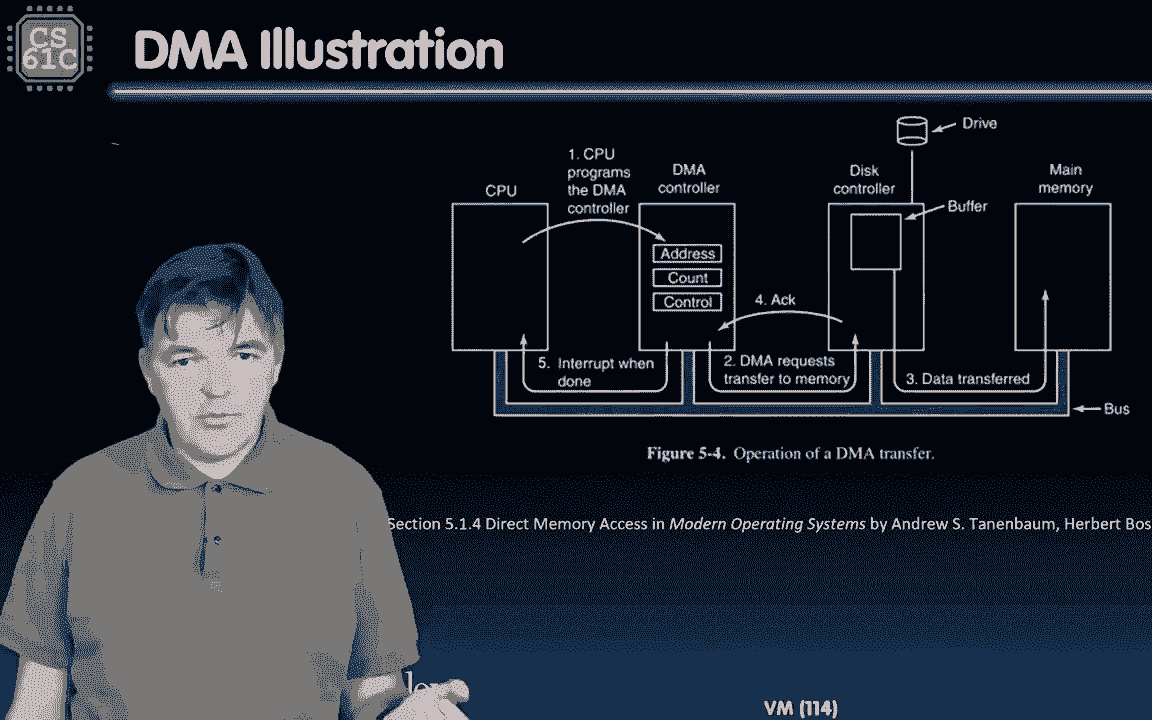 CS
61C
DMA Illustration
Drive
1. CPU
programs
the DMA
controller
CPU
DMA
controller
Disk
controller
Main
memory
Buffer
Address
Count
Control
4. Ack
5. Interrupt when
done
2. DMA requests
transfer to memory
3. Data transferred
Bus
Figure 5-4. Operation of a DMA transfer.
Section 5.1.4 Direct Memory Access in Modern Operating Systems by Andrew S. Tanenbaum, Herbert Bos
VM (114)